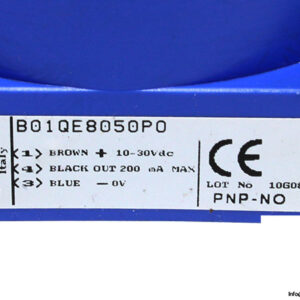 Italy
B01QE8050PO
<1> BROWN + 10-30Vdc
<4> BLACK OUT 200 mA MAX
<3> BLUE -0V
CE
LOT No 10G08
PNP-NO